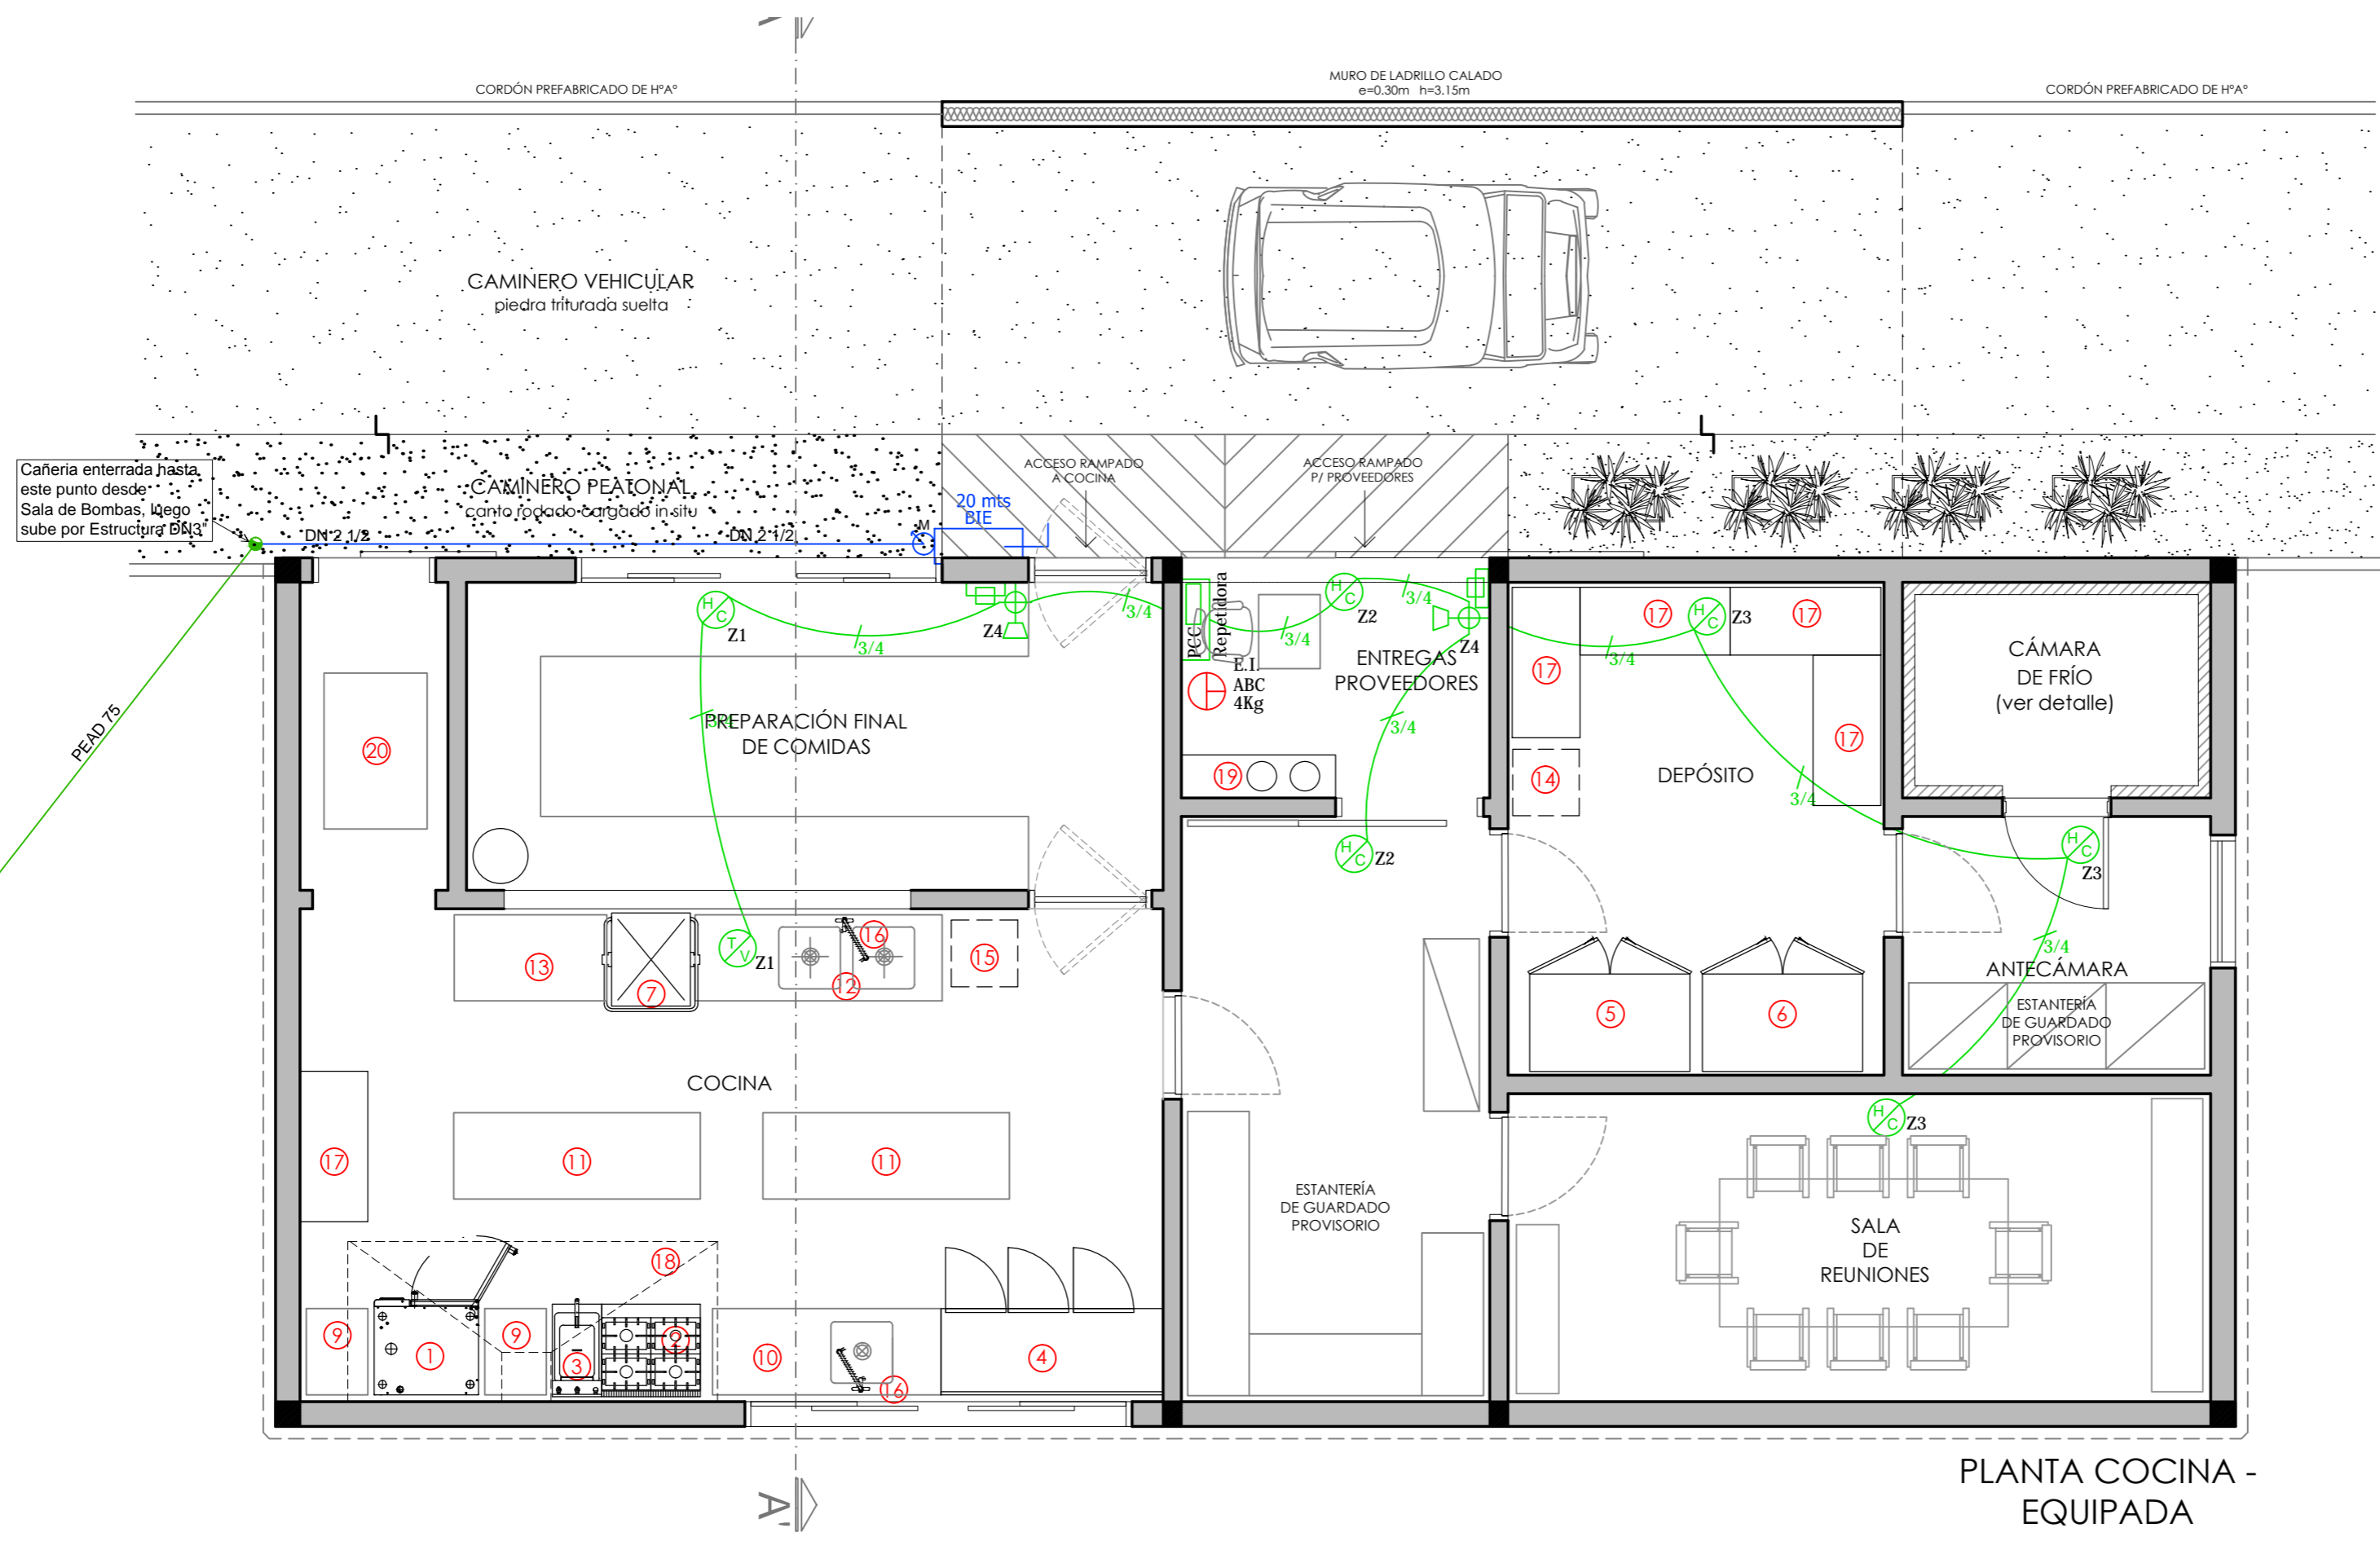 CORDÓN PREFABRICADO DE HºAº
MURO DE LADRILLO CALADO
e=0.30m h=3.15m
CORDÓN PREFABRICADO DE HºAº
CAMINERO VEHICULAR
piedra triturada suelta
Cañeria enterrada hasta
este punto desde
Sala de Bombas, luego
sube por Estructura DN3"
CAMINERO PEATONAL
canto rodado cargado in situ
DN 2 1/2
DN 2 1/2
M
20 mts
BIE
ACCESO RAMPADO
A COCINA
ACCESO RAMPADO
P/ PROVEEDORES
PEAD 75
H
C
Z1
3/4
Z4
3/4
PCC
Repetidora
E.I.
ABC
4Kg
3/4
H
C
Z2
3/4
Z4
ENTREGAS
PROVEEDORES
3/4
17
17
17
17
H
C
Z3
3/4
14
DEPÓSITO
3/4
CÁMARA
DE FRÍO
(ver detalle)
20
3/4
PREPARACIÓN FINAL
DE COMIDAS
19
H
C
Z2
H
C
Z3
3/4
13
7
T
V
Z1
16
12
15
5
6
ANTECÁMARA
ESTANTERÍA
DE GUARDADO
PROVISORIO
COCINA
17
11
11
H
C
Z3
ESTANTERÍA
DE GUARDADO
PROVISORIO
SALA
DE
REUNIONES
18
9
1
9
3
2
10
16
4
A'
PLANTA COCINA -
EQUIPADA